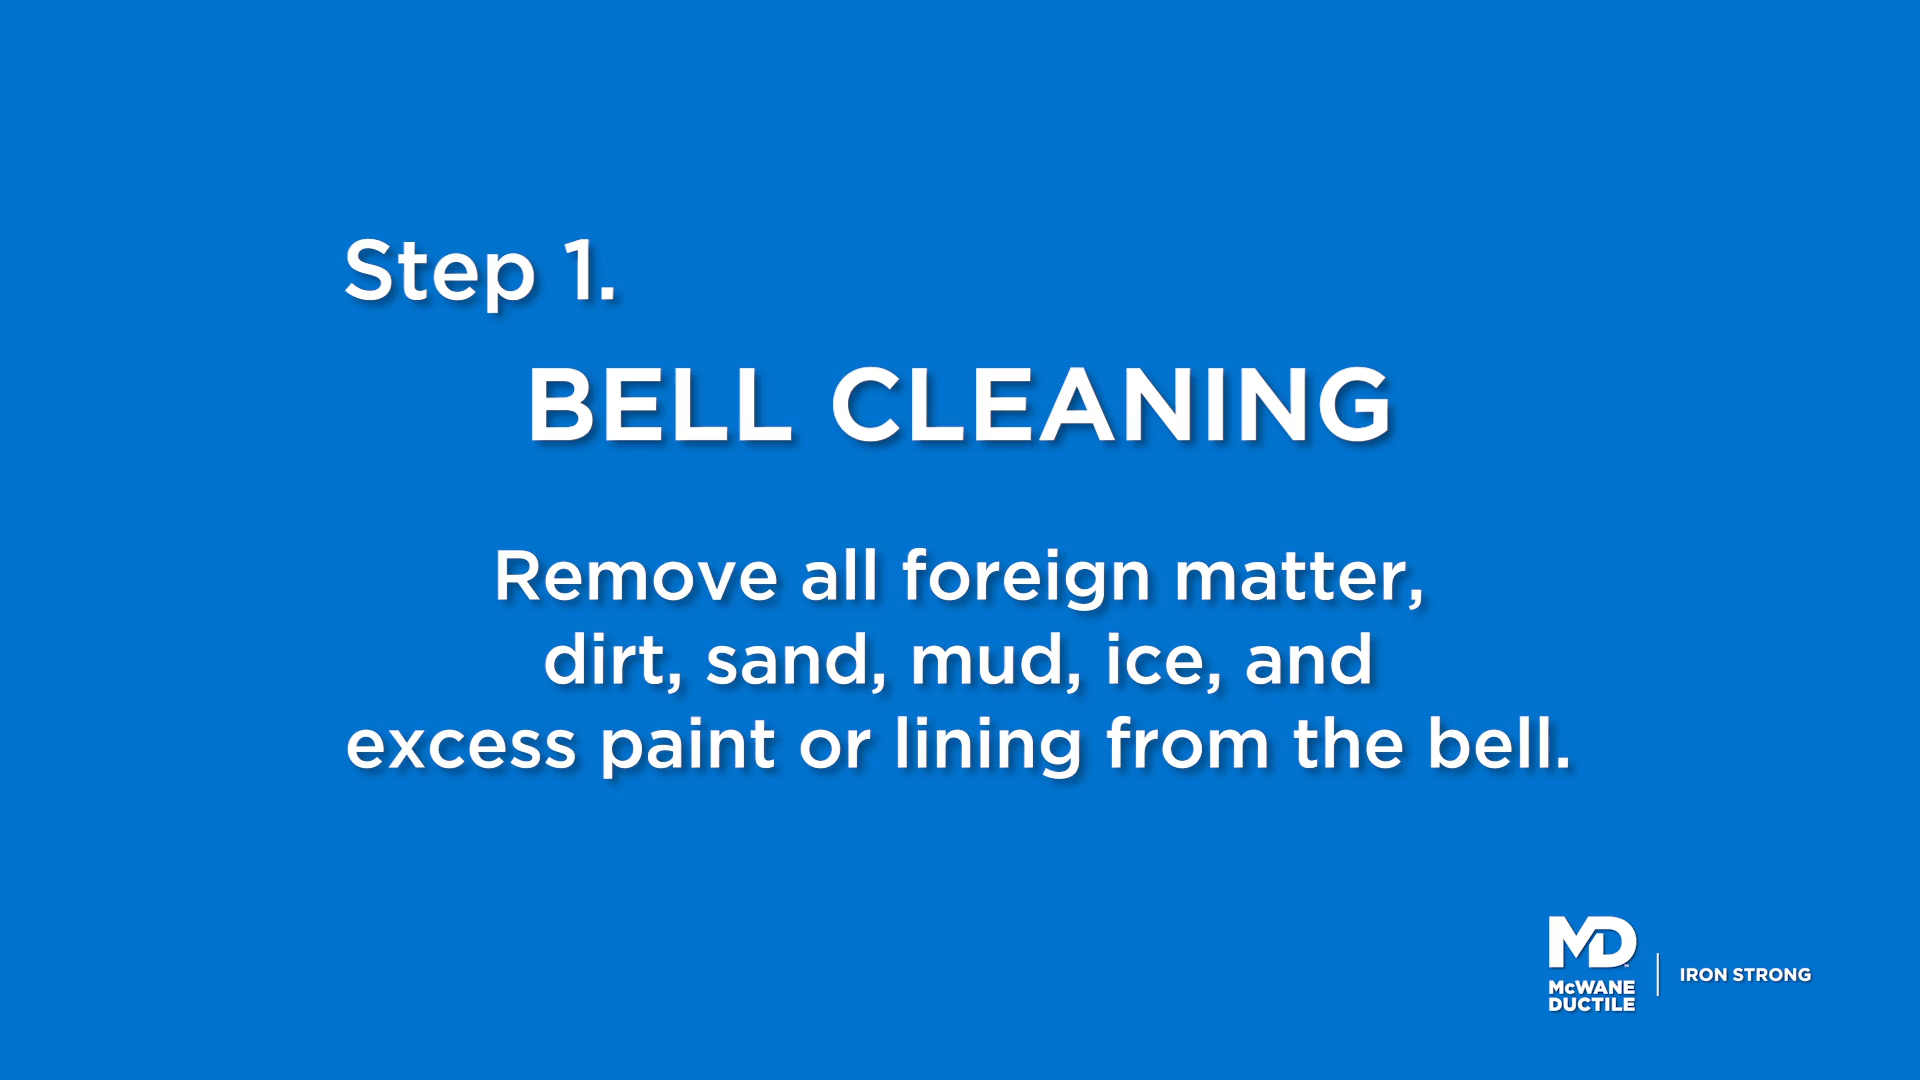 Step 1.
BELL CLEANING
Remove all foreign matter,
dirt, sand, mud, ice, and
excess paint or lining from the bell.
MD
McWANE
DUCTILE
IRON STRONG